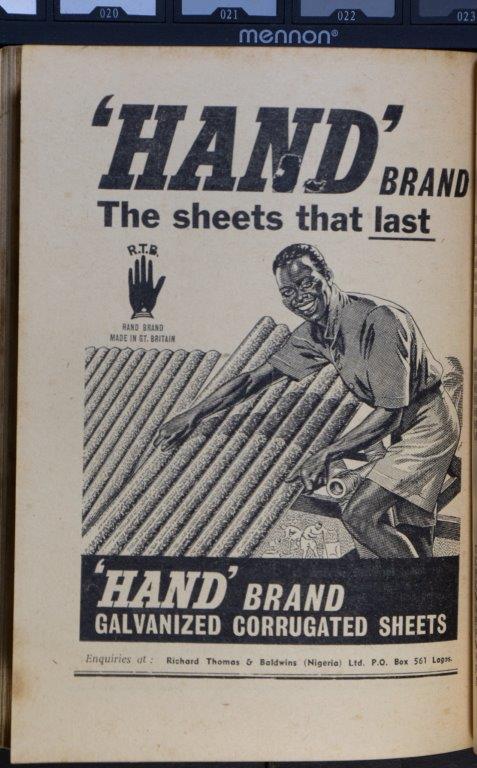 020 021 022 023
mennon®
'HAND' BRAND
The sheets that last
R.T.B.
HAND BRAND
MADE IN GT. BRITAIN
'HAND' BRAND
GALVANIZED CORRUGATED SHEETS
Enquiries at : Richard Thomas & Baldwins (Nigeria) Ltd. P.O. Box 561 Lagos.